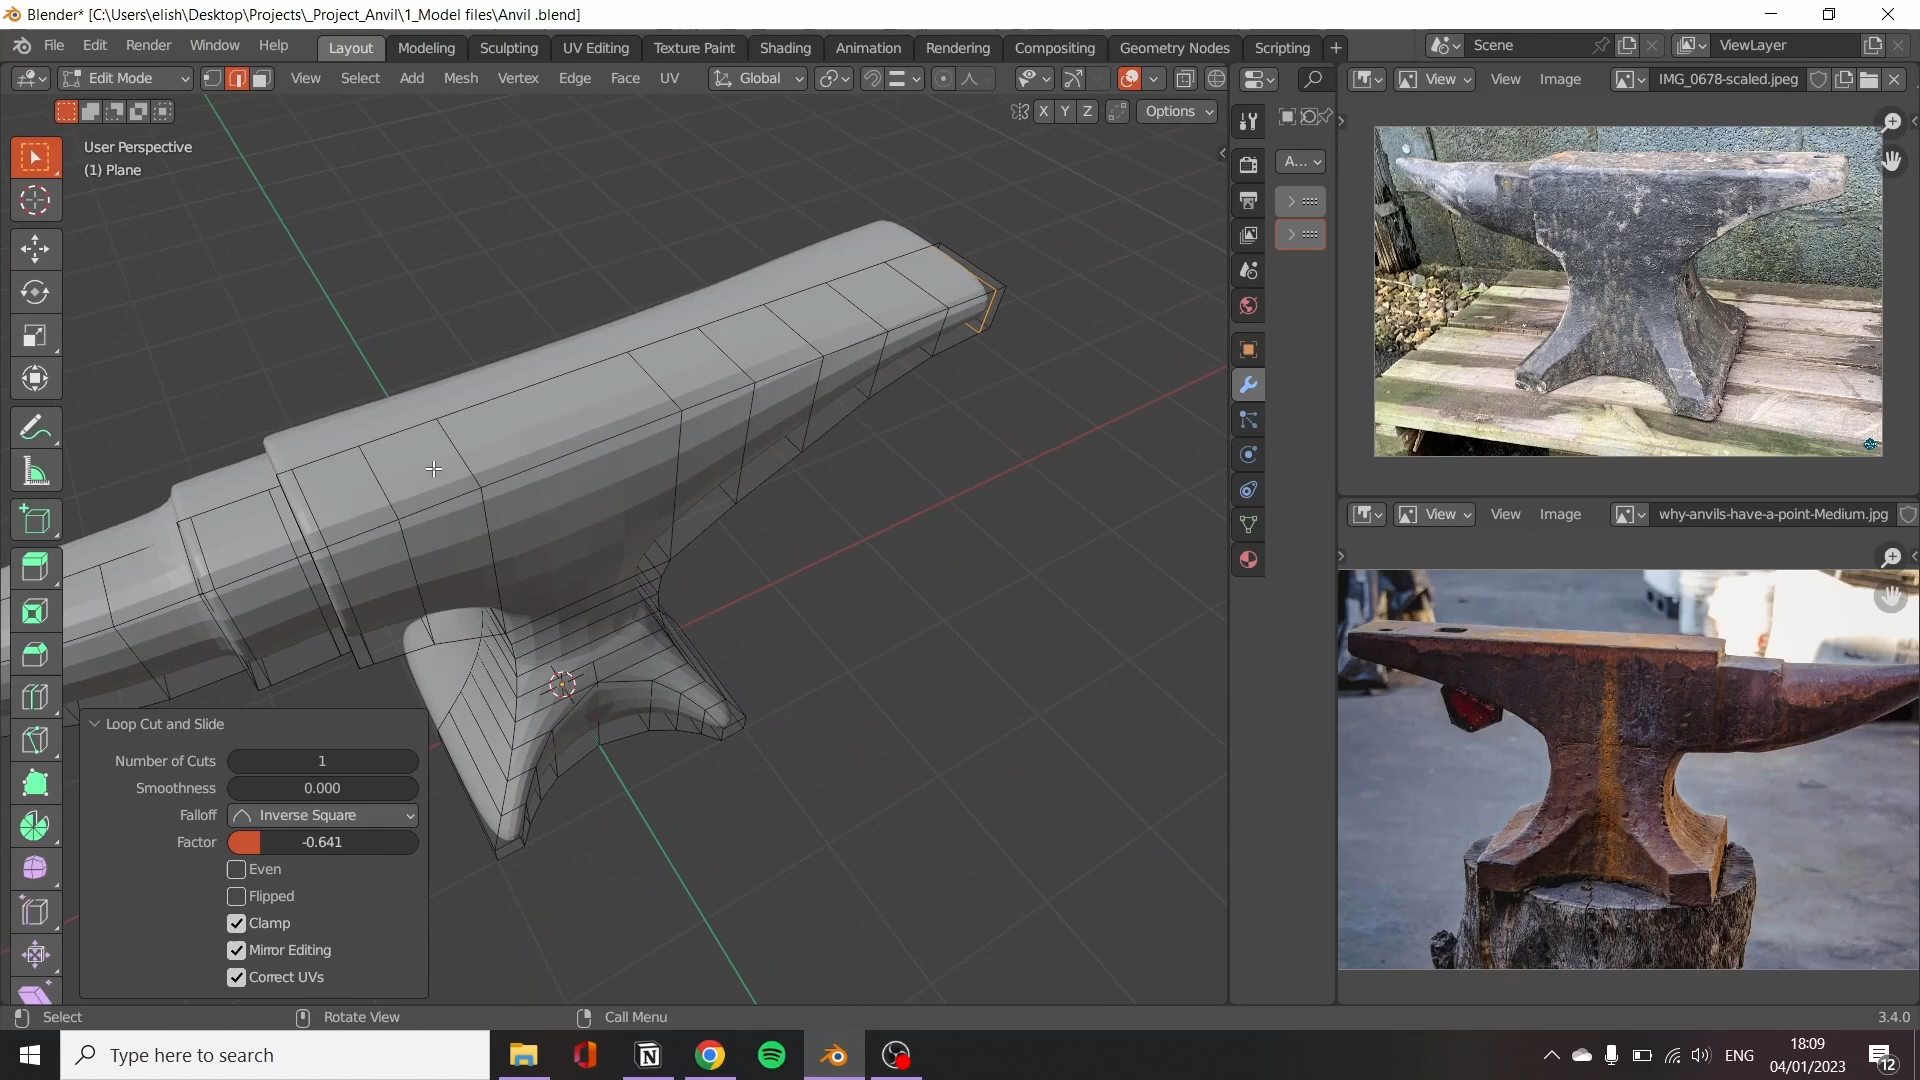 Blender* [C:\Users\elish\Desktop\Projects\_Project_Anvil\1_Model files\Anvil .blend]
File Edit Render Window Help Layout Modeling Sculpting UV Editing Texture Paint Shading Animation Rendering Compositing Geometry Nodes Scripting + Scene ViewLayer
Edit Mode View Select Add Mesh Vertex Edge Face UV Global View View Image IMG_0678-scaled.jpeg
X Y Z Options
User Perspective
(1) Plane
A...
View View Image why-anvils-have-a-point-Medium.jpg
Loop Cut and Slide
Number of Cuts 1
Smoothness 0.000
Falloff Inverse Square
Factor -0.641
Even
Flipped
Clamp
Mirror Editing
Correct UVs
Select Rotate View Call Menu 3.4.0
Type here to search ENG 18:09
04/01/2023 12